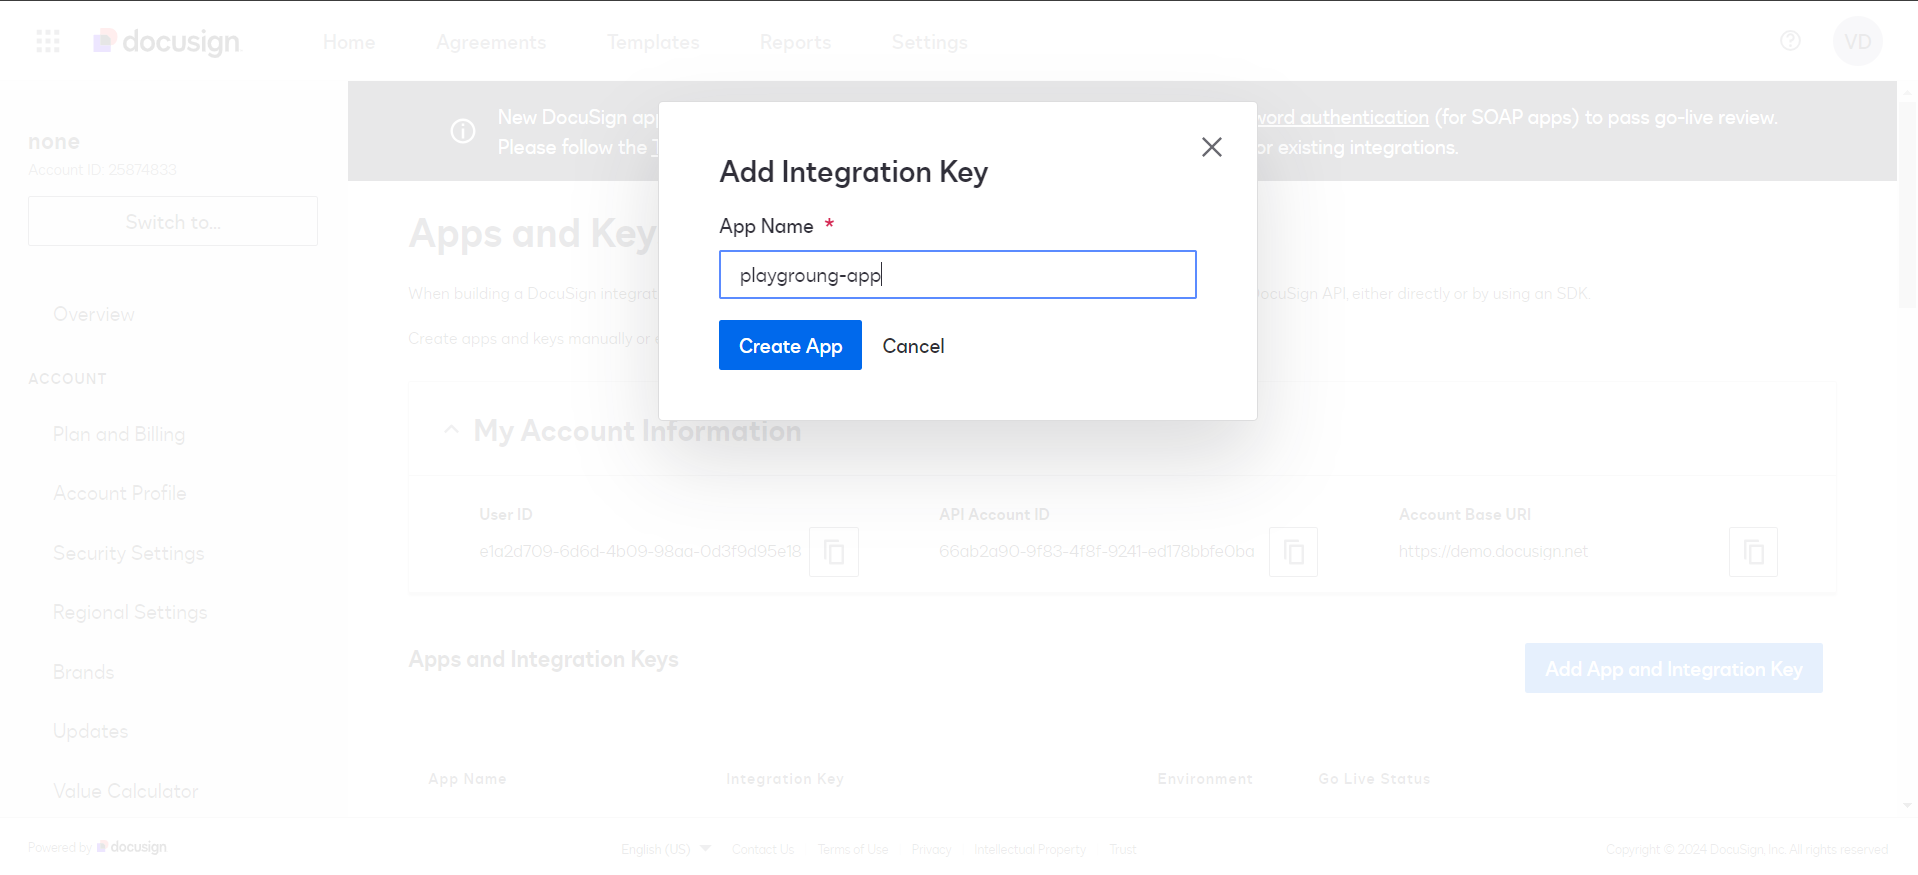 docusign
Home
Agreements
Templates
Reports
Settings
VD
none
Account ID: 25874833
Switch to...
Overview
ACCOUNT
Plan and Billing
Account Profile
Security Settings
Regional Settings
Brands
Updates
Value Calculator
New DocuSign app
word authentication (for SOAP apps) to pass go-live review.
Please follow the
or existing integrations.
Add Integration Key
App Name *
playgroung-app
Create App
Cancel
Apps and Key
When building a DocuSign integrat
DocuSign API, either directly or by using an SDK.
Create apps and keys manually or e
My Account Information
User ID
e1a2d709-6d6d-4b09-98aa-0d3f9d95e18
API Account ID
66ab2a90-9f83-4f8f-9241-ed178bbfe0ba
Account Base URI
https://demo.docusign.net
Apps and Integration Keys
Add App and Integration Key
App Name
Integration Key
Environment
Go Live Status
Powered by docusign
English (US)
Contact Us
Terms of Use
Privacy
Intellectual Property
Trust
Copyright © 2024 DocuSign, Inc. All rights reserved